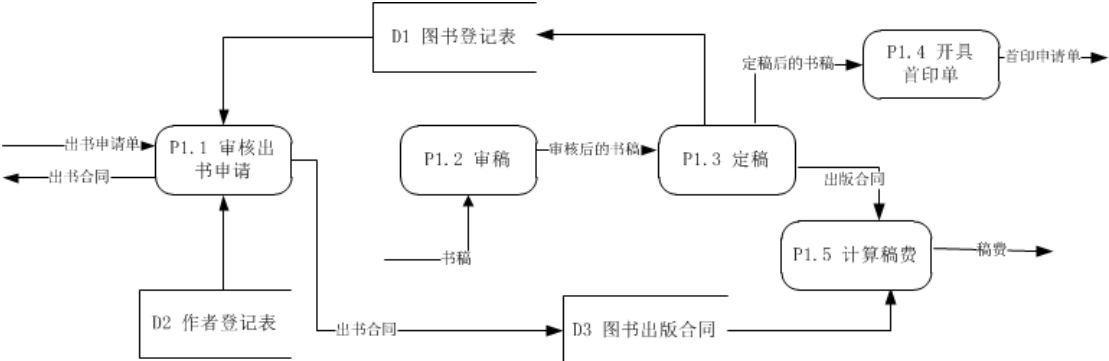 D1 图书登记表
P1.4 开具
首印单
首印申请单
定稿后的书稿
出书申请单
出书合同
P1.1 审核出
书申请
P1.2 审稿
审核后的书稿
P1.3 定稿
出版合同
书稿
P1.5 计算稿费
稿费
D2 作者登记表
出书合同
D3 图书出版合同